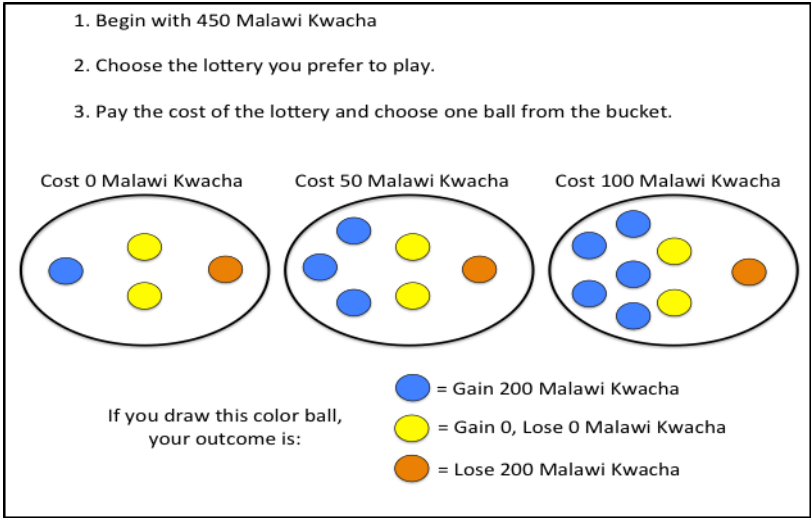 1. Begin with 450 Malawi Kwacha
2. Choose the lottery you prefer to play.
3. Pay the cost of the lottery and choose one ball from the bucket.
Cost 0 Malawi Kwacha
Cost 50 Malawi Kwacha
Cost 100 Malawi Kwacha
If you draw this color ball,
your outcome is:
= Gain 200 Malawi Kwacha
= Gain 0, Lose 0 Malawi Kwacha
= Lose 200 Malawi Kwacha